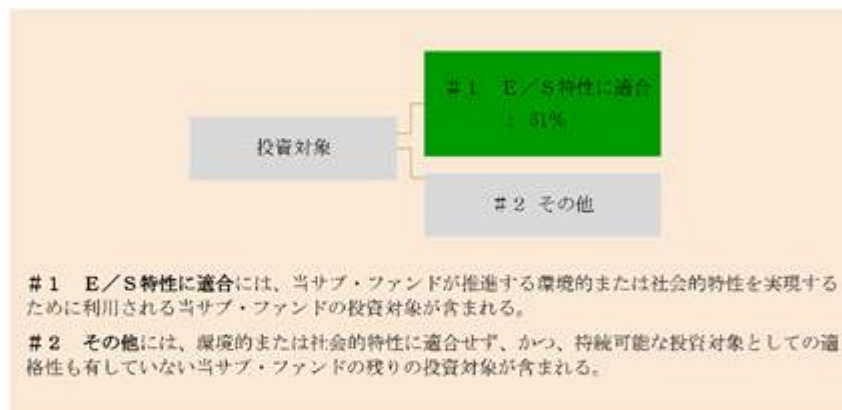 ＃１　Ｅ／Ｓ特性に適合
： 51％
投資対象
＃２ その他
＃１　Ｅ／Ｓ特性に適合には、当サブ・ファンドが推進する環境的または社会的特性を実現する
ために利用される当サブ・ファンドの投資対象が含まれる。
＃２　その他には、環境的または社会的特性に適合せず、かつ、持続可能な投資対象としての適
格性も有していない当サブ・ファンドの残りの投資対象が含まれる。